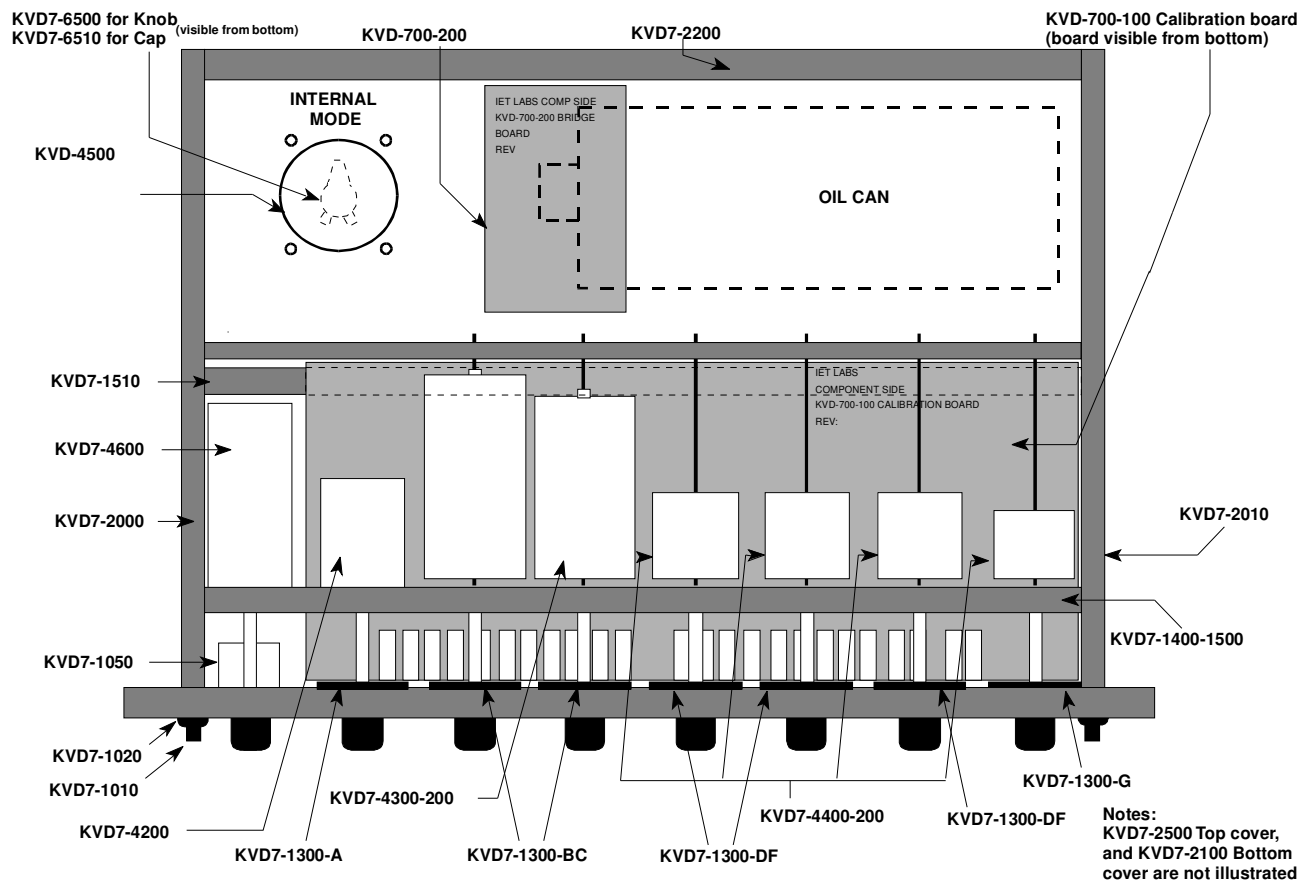 KVD7-6500 for Knob
KVD7-6510 for Cap (visible from bottom)
KVD-700-200
KVD7-2200
KVD-700-100 Calibration board
(board visible from bottom)
INTERNAL
MODE
IET LABS COMP SIDE
KVD-700-200 BRIDGE
BOARD
REV
KVD-4500
OIL CAN
KVD7-1510
IET LABS
COMPONENT SIDE
KVD-700-100 CALIBRATION BOARD
REV:
KVD7-4600
KVD7-2000
KVD7-2010
KVD7-1400-1500
KVD7-1050
KVD7-1020
KVD7-1010
KVD7-4300-200
KVD7-4400-200
KVD7-1300-G
KVD7-4200
KVD7-1300-A
KVD7-1300-BC
KVD7-1300-DF
KVD7-1300-DF
Notes:
KVD7-2500 Top cover,
and KVD7-2100 Bottom
cover are not illustrated